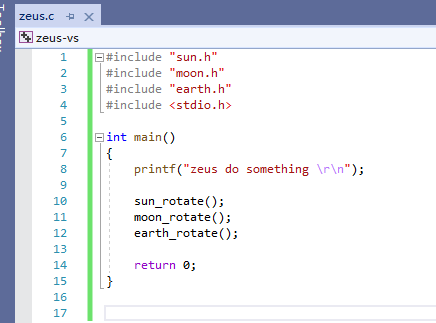 zeus.c
zeus-vs
1 #include "sun.h"
2 #include "moon.h"
3 #include "earth.h"
4 #include <stdio.h>
5
6 int main()
7 {
8 printf("zeus do something \r\n");
9
10 sun_rotate();
11 moon_rotate();
12 earth_rotate();
13
14 return 0;
15 }
16
17